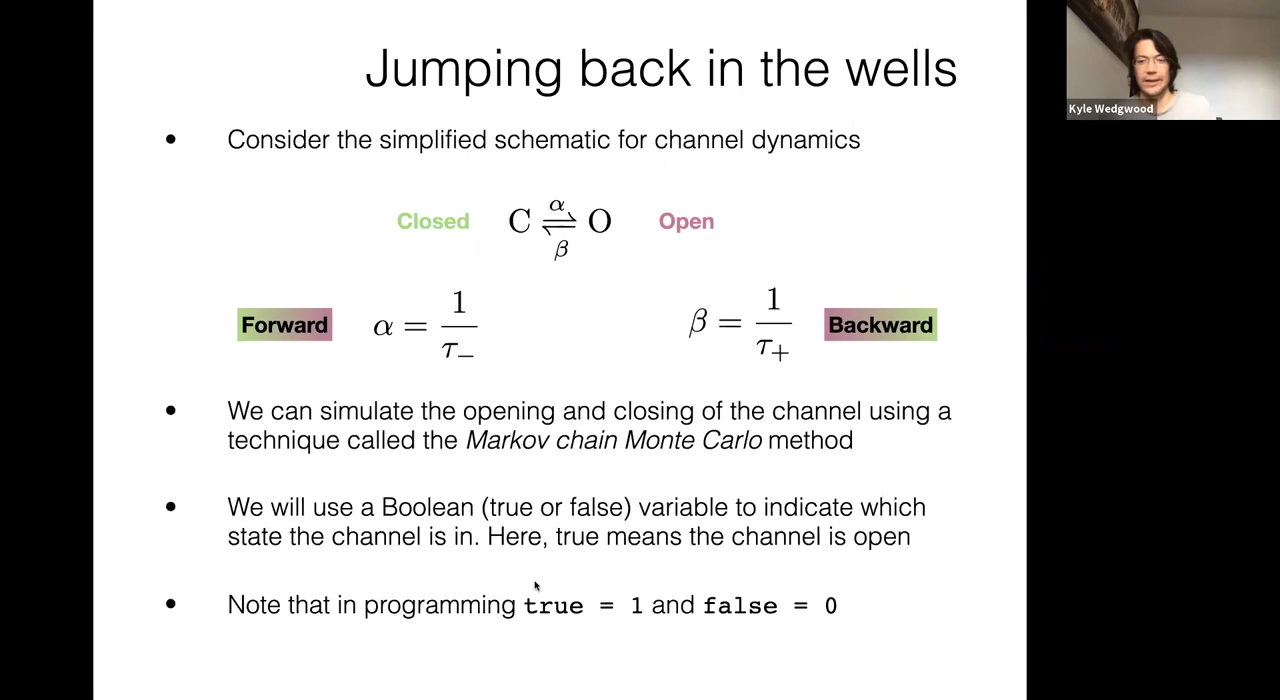 Jumping back in the wells
Kyle Wedgwood
• Consider the simplified schematic for channel dynamics
Closed C α ⇌ β O Open
Forward α = 1 / τ₋ β = 1 / τ₊ Backward
• We can simulate the opening and closing of the channel using a
technique called the Markov chain Monte Carlo method
• We will use a Boolean (true or false) variable to indicate which
state the channel is in. Here, true means the channel is open
• Note that in programming true = 1 and false = 0